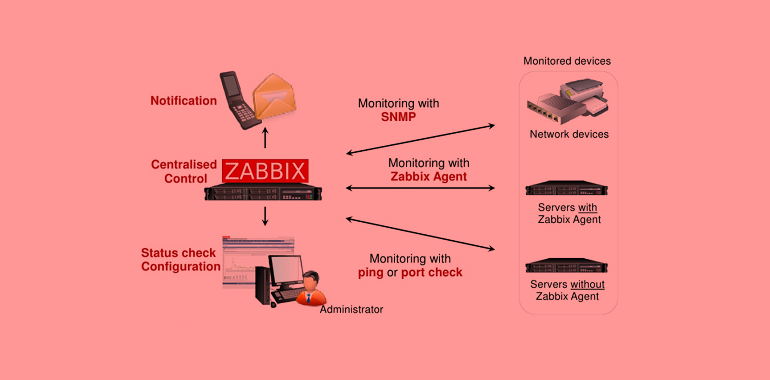 Monitored devices
Notification
Monitoring with
SNMP
Network devices
Centralised
Control
ZABBIX
Monitoring with
Zabbix Agent
Servers with
Zabbix Agent
Status check
Configuration
Monitoring with
ping or port check
Servers without
Zabbix Agent
Administrator